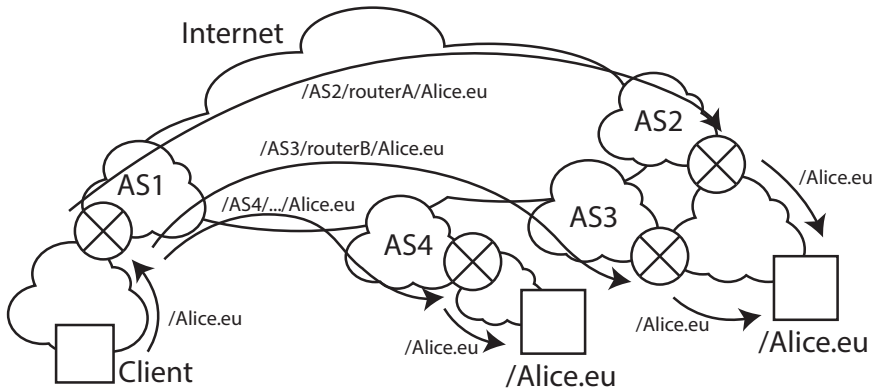 Internet
/AS2/routerA/Alice.eu
AS2
/AS3/routerB/Alice.eu
/Alice.eu
AS1
/AS4/.../Alice.eu
AS3
AS4
/Alice.eu
/Alice.eu
/Alice.eu
/Alice.eu
Client
/Alice.eu